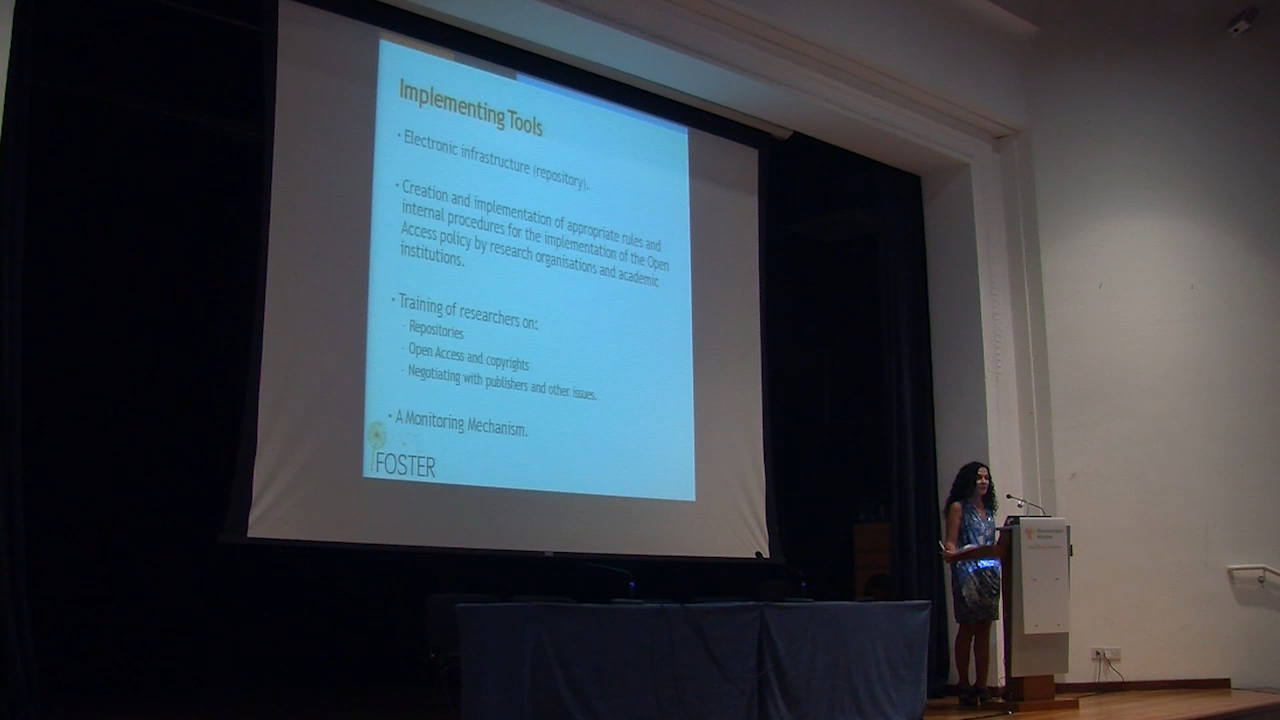 Implementing Tools
• Electronic infrastructure (repository).
• Creation and implementation of appropriate rules and
internal procedures for the implementation of the Open
Access policy by research organisations and academic
institutions.
• Training of researchers on:
- Repositories
- Open Access and copyrights
- Negotiating with publishers and other issues.
• A Monitoring Mechanism.
FOSTER